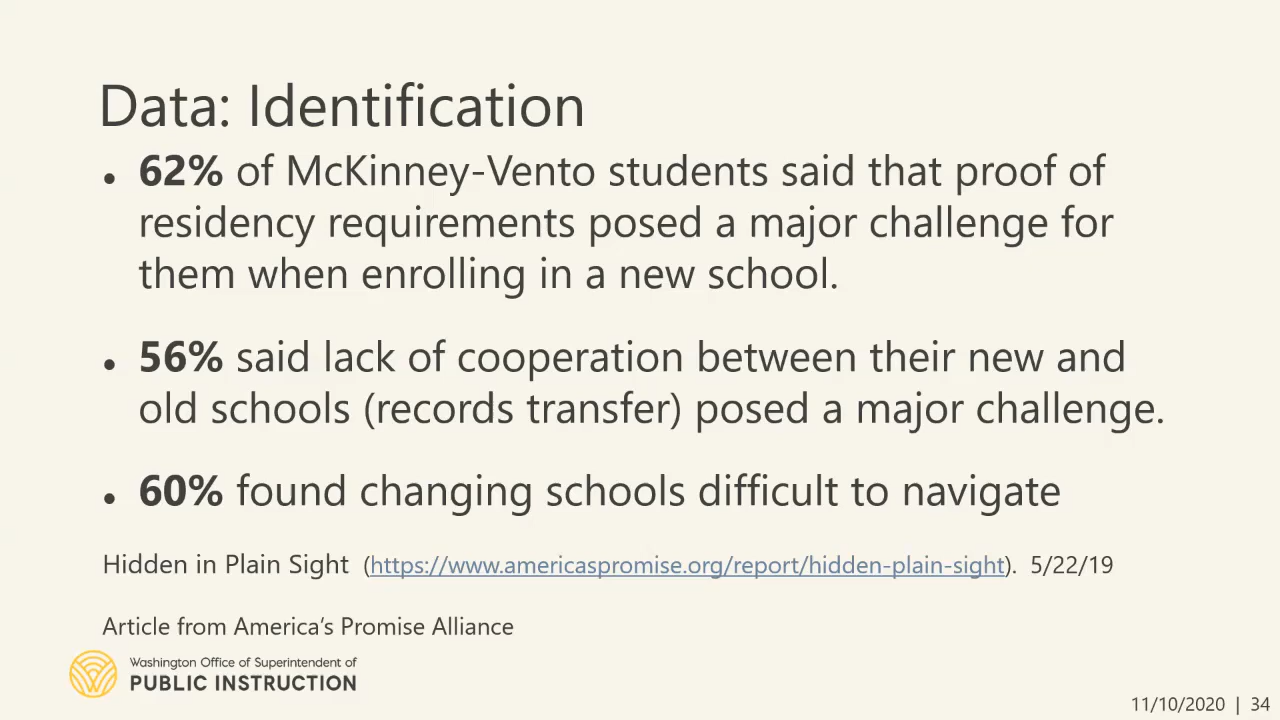 Data: Identification
• 62% of McKinney-Vento students said that proof of
residency requirements posed a major challenge for
them when enrolling in a new school.
• 56% said lack of cooperation between their new and
old schools (records transfer) posed a major challenge.
• 60% found changing schools difficult to navigate
Hidden in Plain Sight (https://www.americaspromise.org/report/hidden-plain-sight). 5/22/19
Article from America’s Promise Alliance
Washington Office of Superintendent of
PUBLIC INSTRUCTION
11/10/2020 | 34